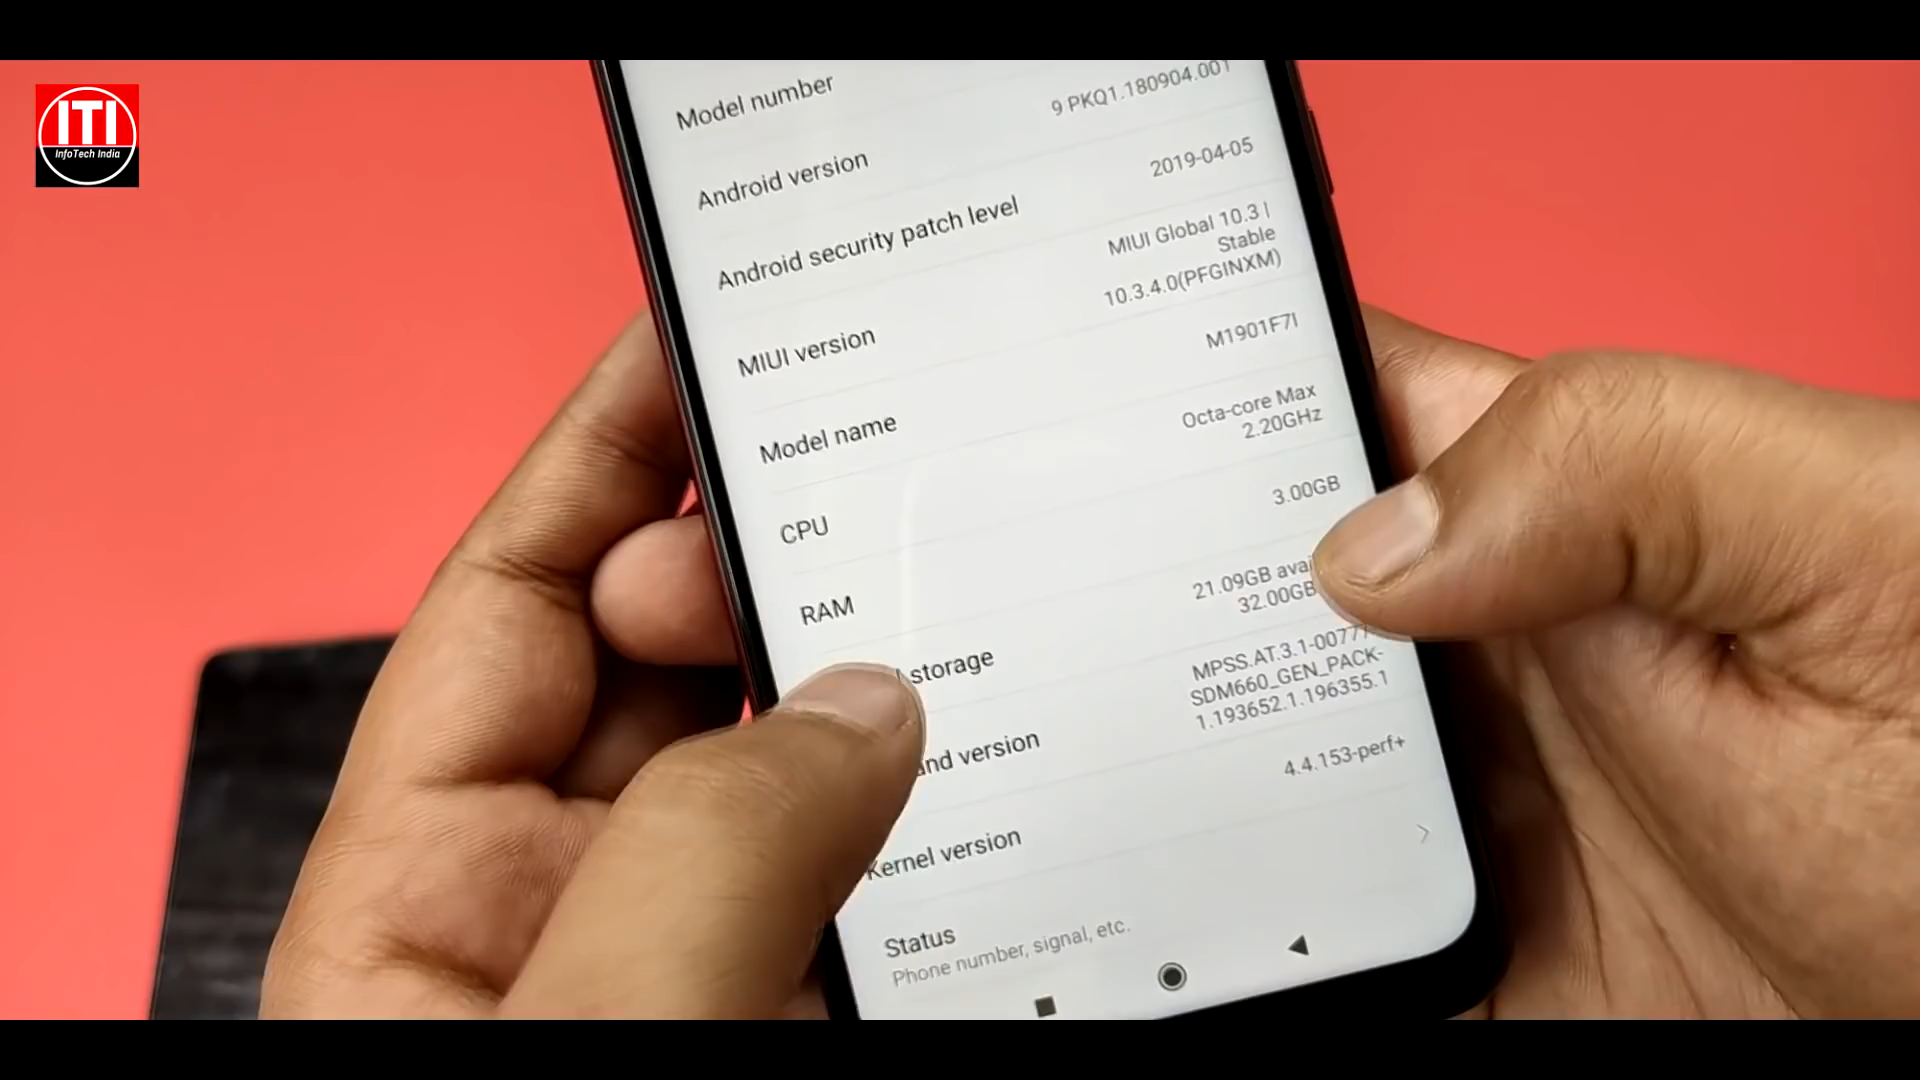 ITI
InfoTech India
Model number
Android version
9 PKQ1.180904.001
Android security patch level
2019-04-05
MIUI version
MIUI Global 10.3 |
Stable
10.3.4.0(PFGINXM)
Model name
M1901F7I
CPU
Octa-core Max
2.20GHz
RAM
3.00GB
storage
21.09GB
32.00GB
version
MPSS.AT.3.1-00777-
SDM660_GEN_PACK-
1.193652.1.196355.1
Kernel version
4.4.153-perf+
Status
Phone number, signal, etc.